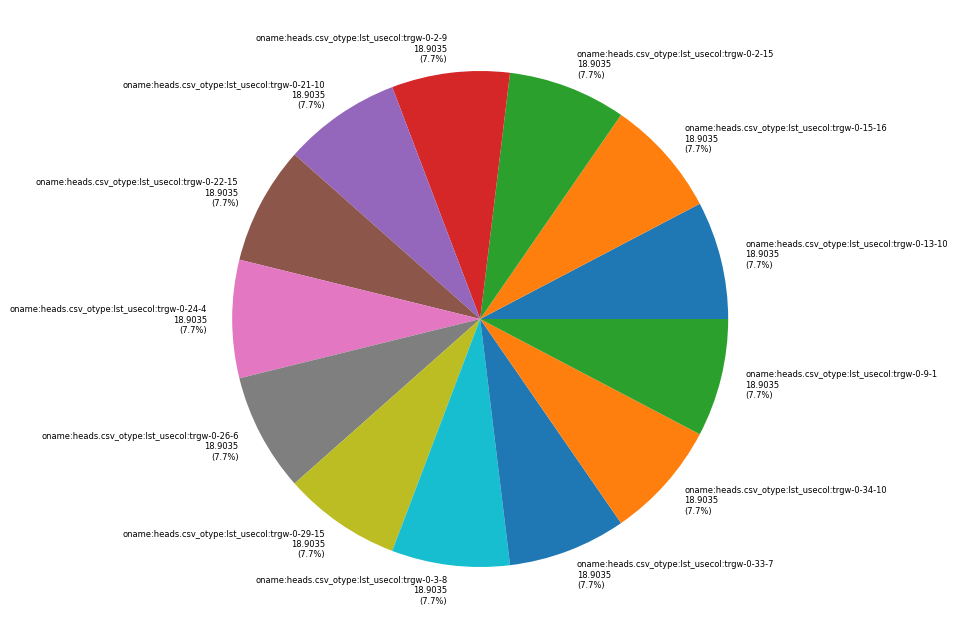 oname:heads.csv_otype:lst_usecol:trgw-0-2-9
18.9035
(7.7%)
oname:heads.csv_otype:lst_usecol:trgw-0-2-15
18.9035
(7.7%)
oname:heads.csv_otype:lst_usecol:trgw-0-21-10
18.9035
(7.7%)
oname:heads.csv_otype:lst_usecol:trgw-0-15-16
18.9035
(7.7%)
oname:heads.csv_otype:lst_usecol:trgw-0-22-15
18.9035
(7.7%)
oname:heads.csv_otype:lst_usecol:trgw-0-13-10
18.9035
(7.7%)
oname:heads.csv_otype:lst_usecol:trgw-0-24-4
18.9035
(7.7%)
oname:heads.csv_otype:lst_usecol:trgw-0-9-1
18.9035
(7.7%)
oname:heads.csv_otype:lst_usecol:trgw-0-26-6
18.9035
(7.7%)
oname:heads.csv_otype:lst_usecol:trgw-0-34-10
18.9035
(7.7%)
oname:heads.csv_otype:lst_usecol:trgw-0-29-15
18.9035
(7.7%)
oname:heads.csv_otype:lst_usecol:trgw-0-33-7
18.9035
(7.7%)
oname:heads.csv_otype:lst_usecol:trgw-0-3-8
18.9035
(7.7%)